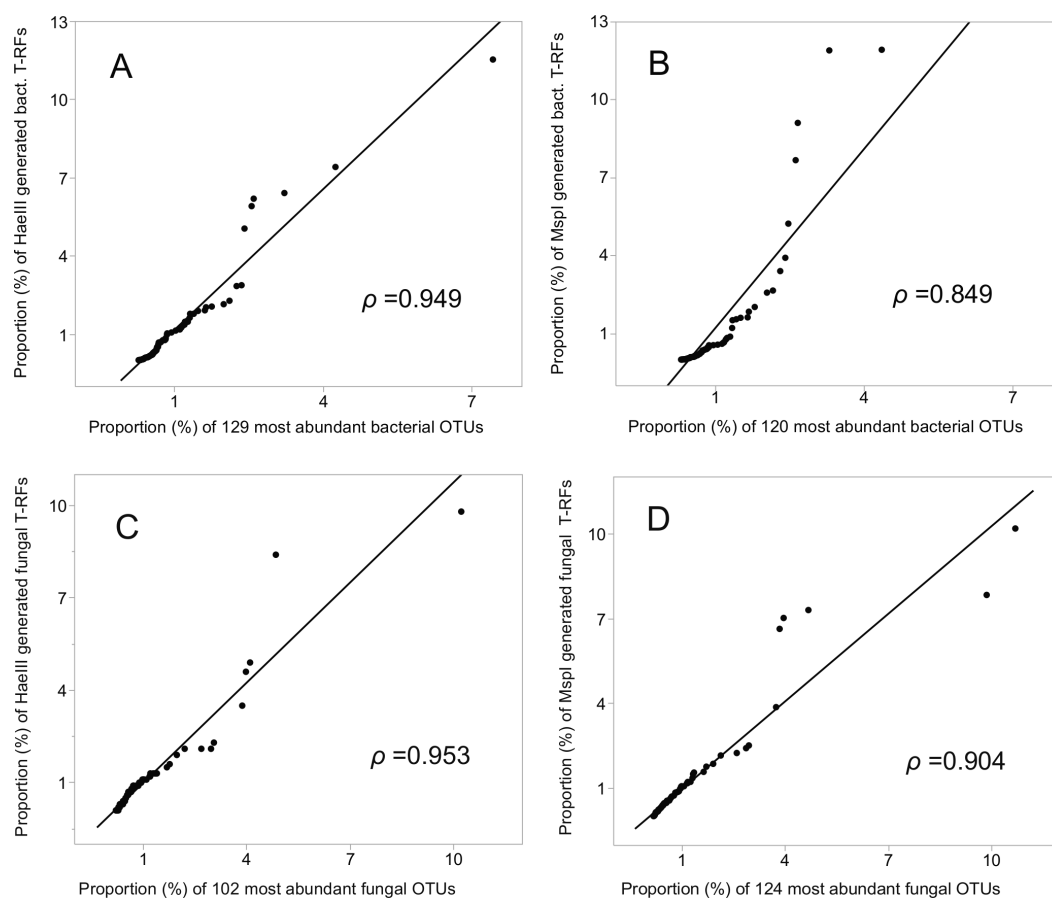 A
Proportion (%) of HaeIII generated bact. T-RFs
13
10
7
4
1
ρ =0.949
1 4 7
Proportion (%) of 129 most abundant bacterial OTUs
B
Proportion (%) of MspI generated bact. T-RFs
13
10
7
4
1
ρ =0.849
1 4 7
Proportion (%) of 120 most abundant bacterial OTUs
C
Proportion (%) of HaeIII generated fungal T-RFs
10
7
4
1
ρ =0.953
1 4 7 10
Proportion (%) of 102 most abundant fungal OTUs
D
Proportion (%) of MspI generated fungal T-RFs
10
7
4
1
ρ =0.904
1 4 7 10
Proportion (%) of 124 most abundant fungal OTUs